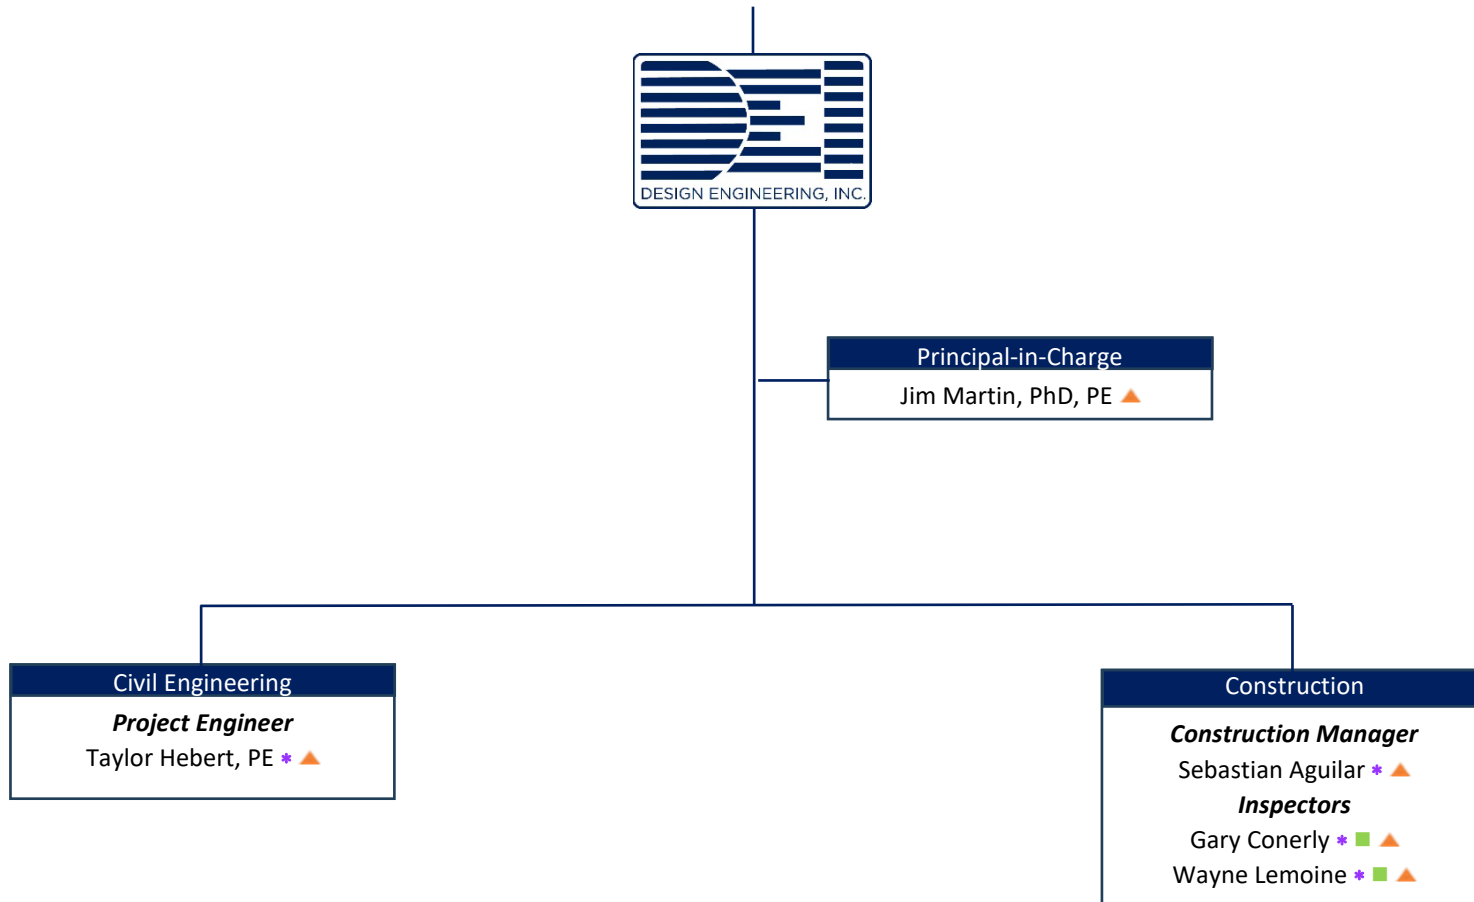 DESIGN ENGINEERING, INC.
Principal-in-Charge
Jim Martin, PhD, PE
Civil Engineering
Project Engineer
Taylor Hebert, PE *
Construction
Construction Manager
Sebastian Aguilar *
Inspectors
Gary Conerly *
Wayne Lemoine *